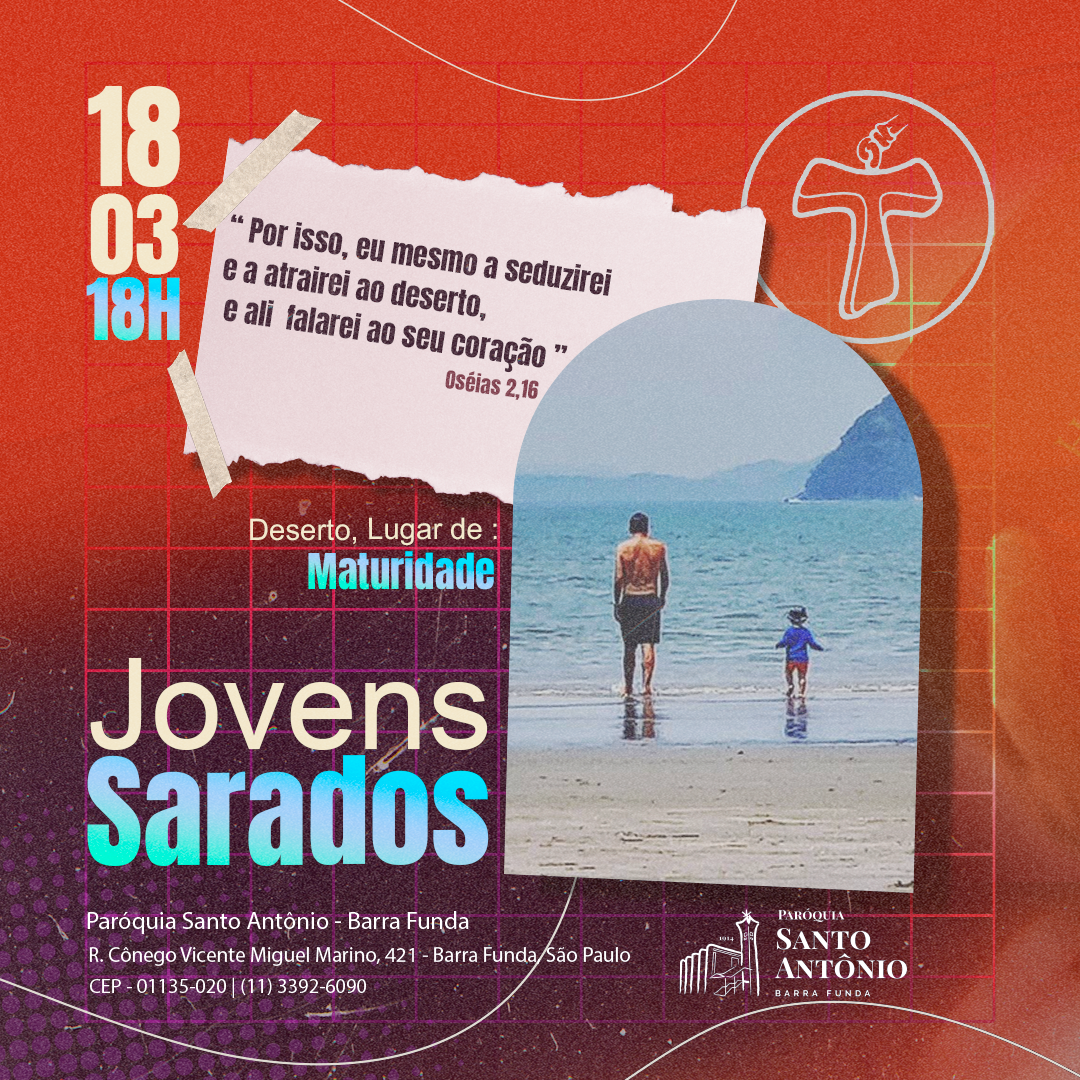 18
03
18H
“ Por isso, eu mesmo a seduzirei
e a atrairei ao deserto,
e ali falarei ao seu coração ”
Oséias 2,16
Deserto, Lugar de :
Maturidade
Jovens
Sarados
Paróquia Santo Antônio - Barra Funda
R. Cônego Vicente Miguel Marino, 421 - Barra Funda, São Paulo
CEP - 01135-020 | (11) 3392-6090
1914
PARÓQUIA
SANTO
ANTÔNIO
BARRA FUNDA